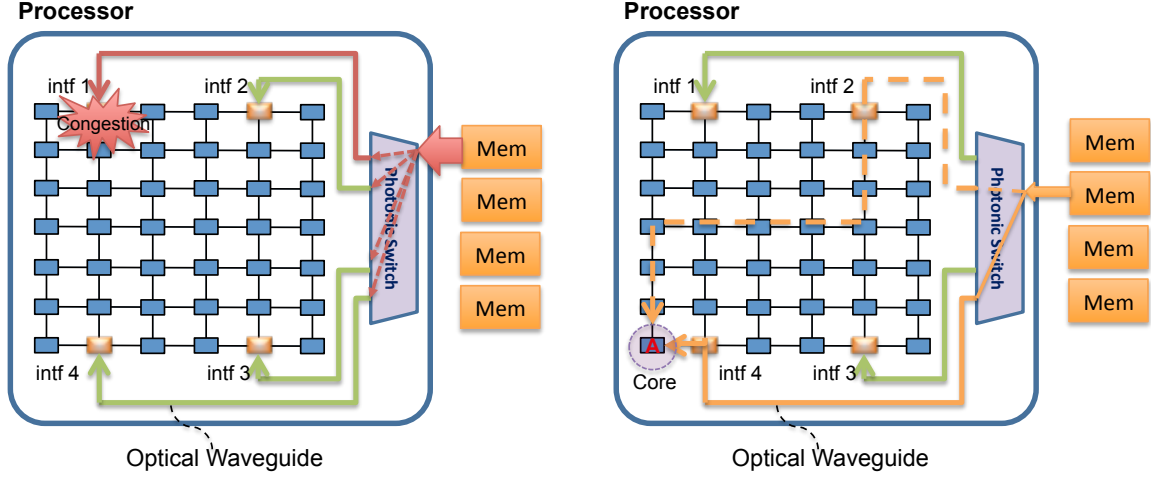 Processor
intf 1
intf 2
Congestion
Photonic Switch
Mem
Mem
Mem
Mem
intf 4
intf 3
Optical Waveguide
Processor
intf 1
intf 2
Photonic Switch
Mem
Mem
Mem
Mem
A
Core
intf 4
intf 3
Optical Waveguide